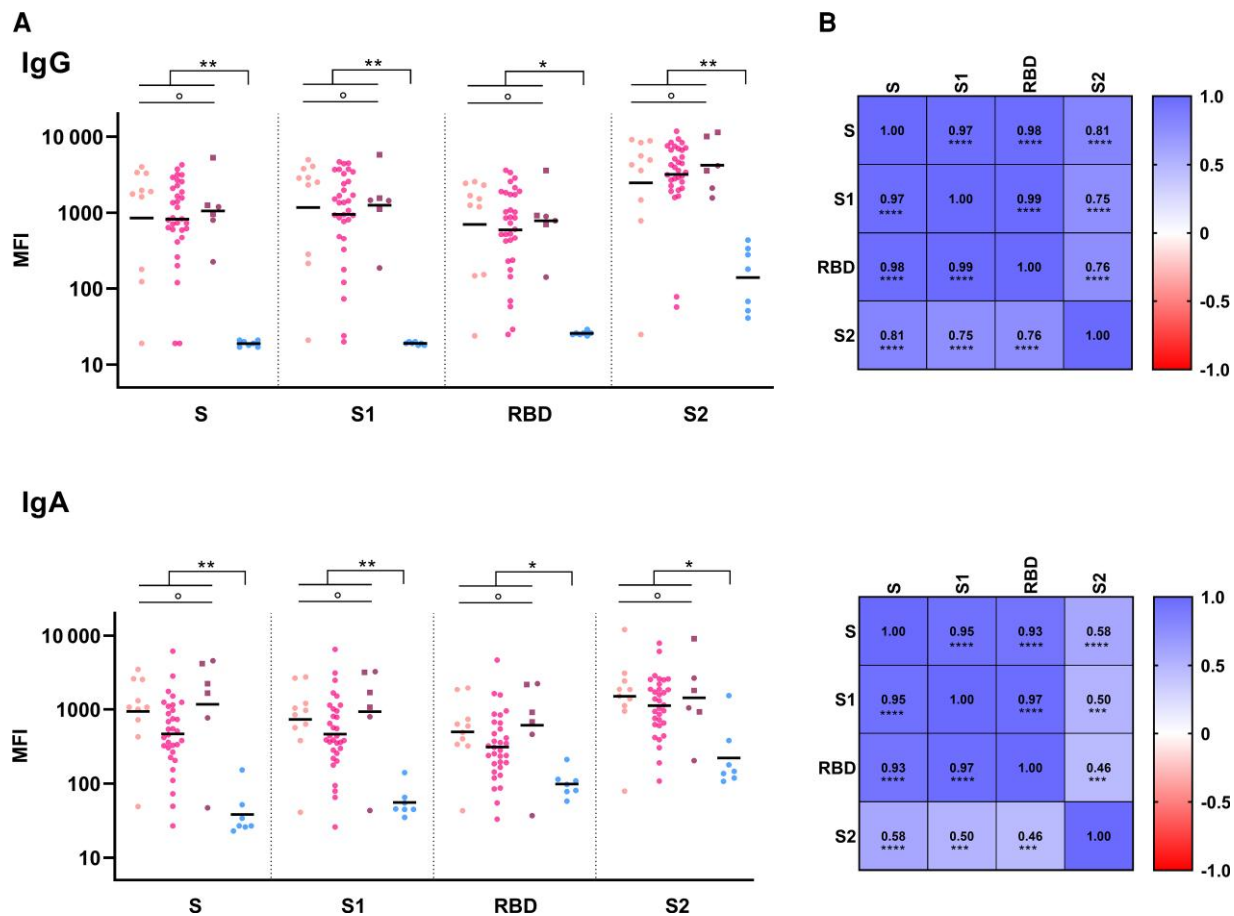 A
B
IgG
** ** * **
° ° ° °
S S1 RBD S2
10 000
1000
100
10
MFI
S S1 RBD S2
S 1.00 0.97 0.98 0.81
**** **** ****
S1 0.97 1.00 0.99 0.75
**** **** ****
RBD 0.98 0.99 1.00 0.76
**** **** ****
S2 0.81 0.75 0.76 1.00
**** **** ****
1.0
0.5
0
-0.5
-1.0
IgA
** ** * *
° ° ° °
S S1 RBD S2
10 000
1000
100
10
MFI
S S1 RBD S2
S 1.00 0.95 0.93 0.58
**** **** ****
S1 0.95 1.00 0.97 0.50
**** **** ***
RBD 0.93 0.97 1.00 0.46
**** **** ***
S2 0.58 0.50 0.46 1.00
**** *** ***
1.0
0.5
0
-0.5
-1.0